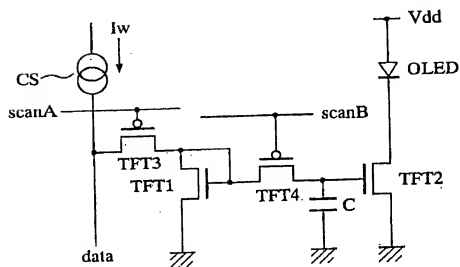 Iw
Vdd
CS
OLED
scanA
scanB
TFT3
TFT1
TFT4
C
TFT2
data